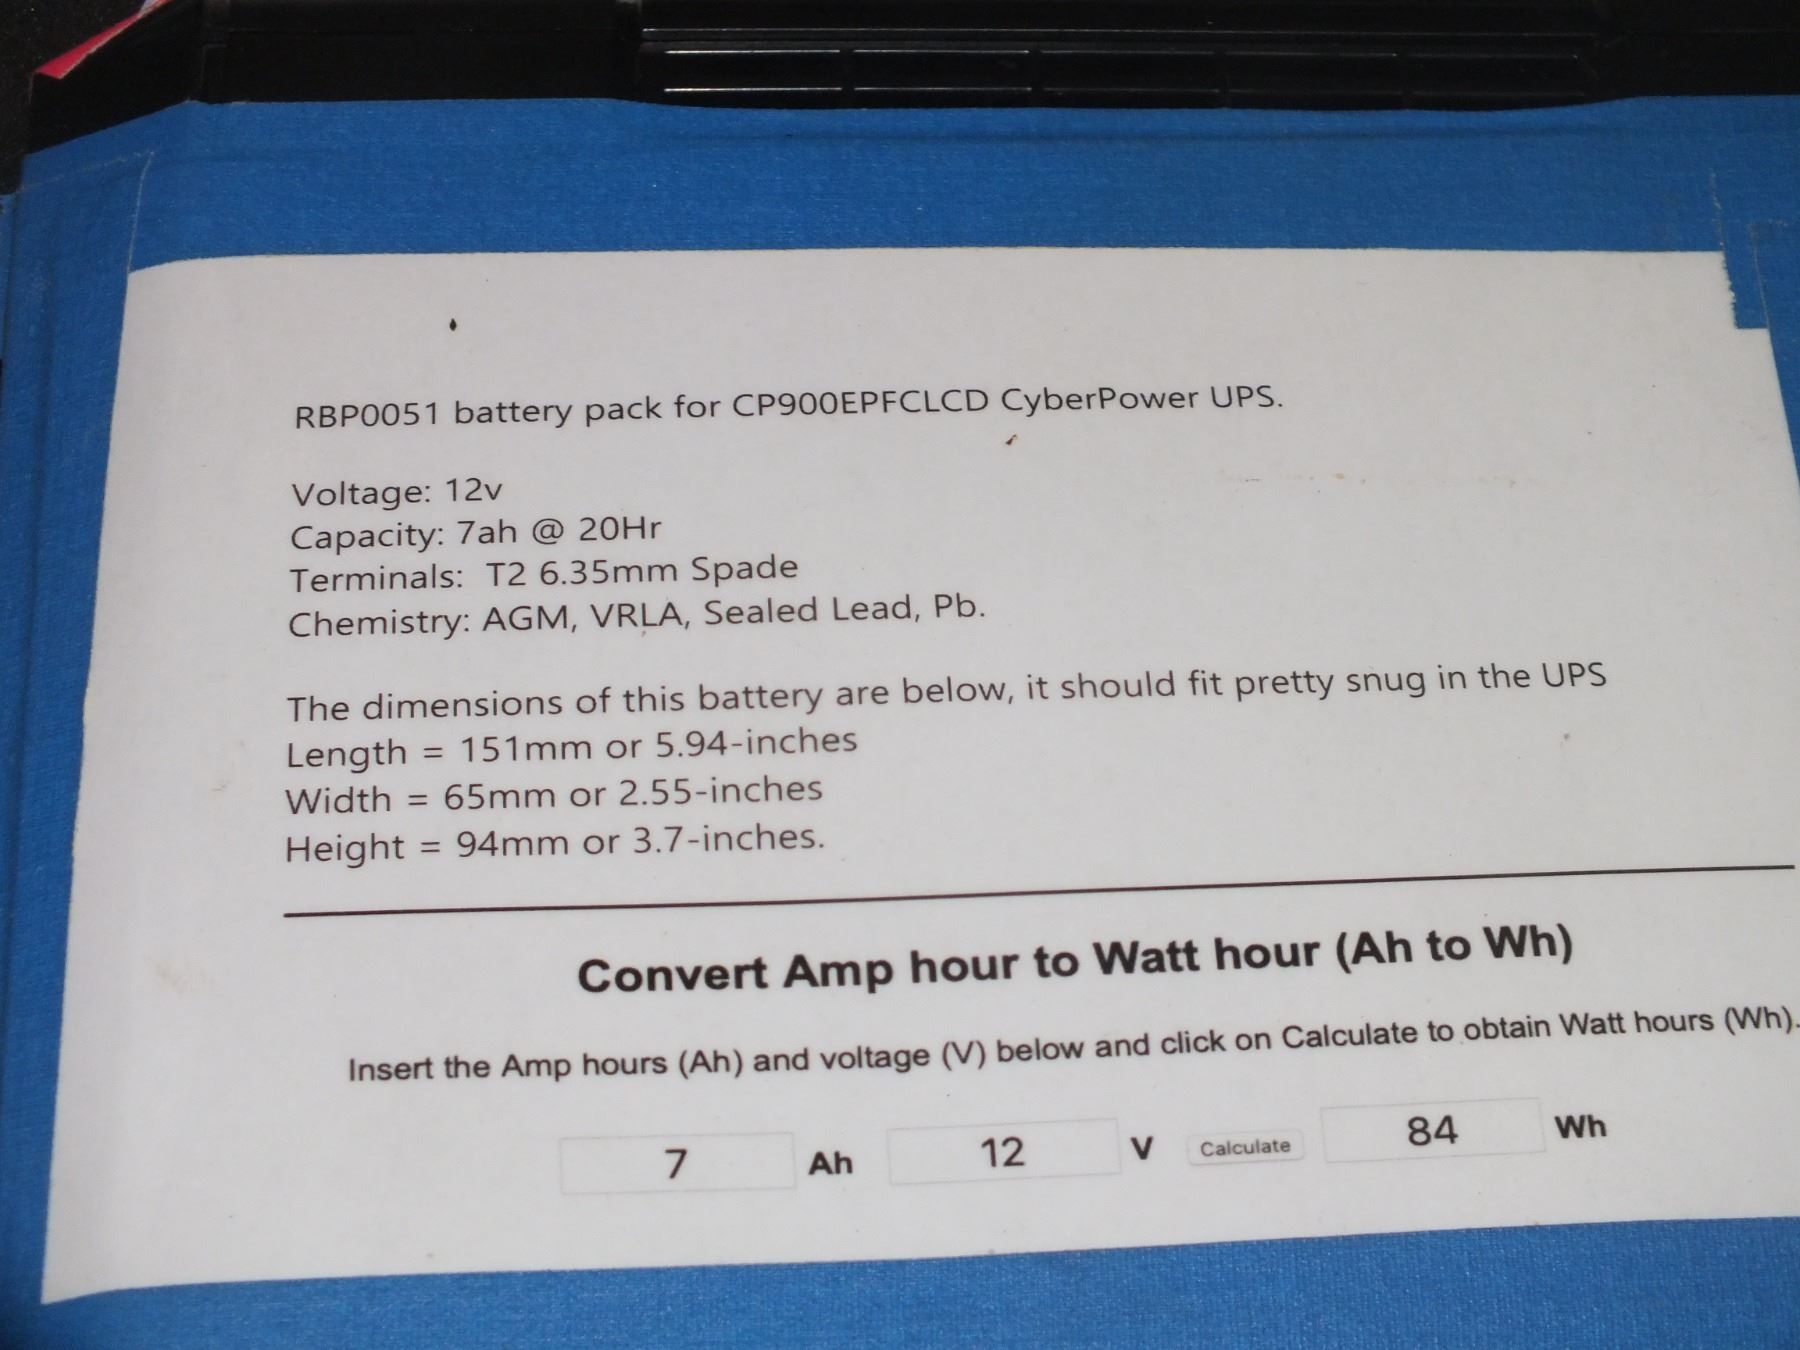 RBP0051 battery pack for CP900EPFCLCD CyberPower UPS.
Voltage: 12v
Capacity: 7ah @ 20Hr
Terminals: T2 6.35mm Spade
Chemistry: AGM, VRLA, Sealed Lead, Pb.
The dimensions of this battery are below, it should fit pretty snug in the UPS
Length = 151mm or 5.94-inches
Width = 65mm or 2.55-inches
Height = 94mm or 3.7-inches.
Convert Amp hour to Watt hour (Ah to Wh)
Insert the Amp hours (Ah) and voltage (V) below and click on Calculate to obtain Watt hours (Wh).
7 Ah 12 V Calculate 84 Wh